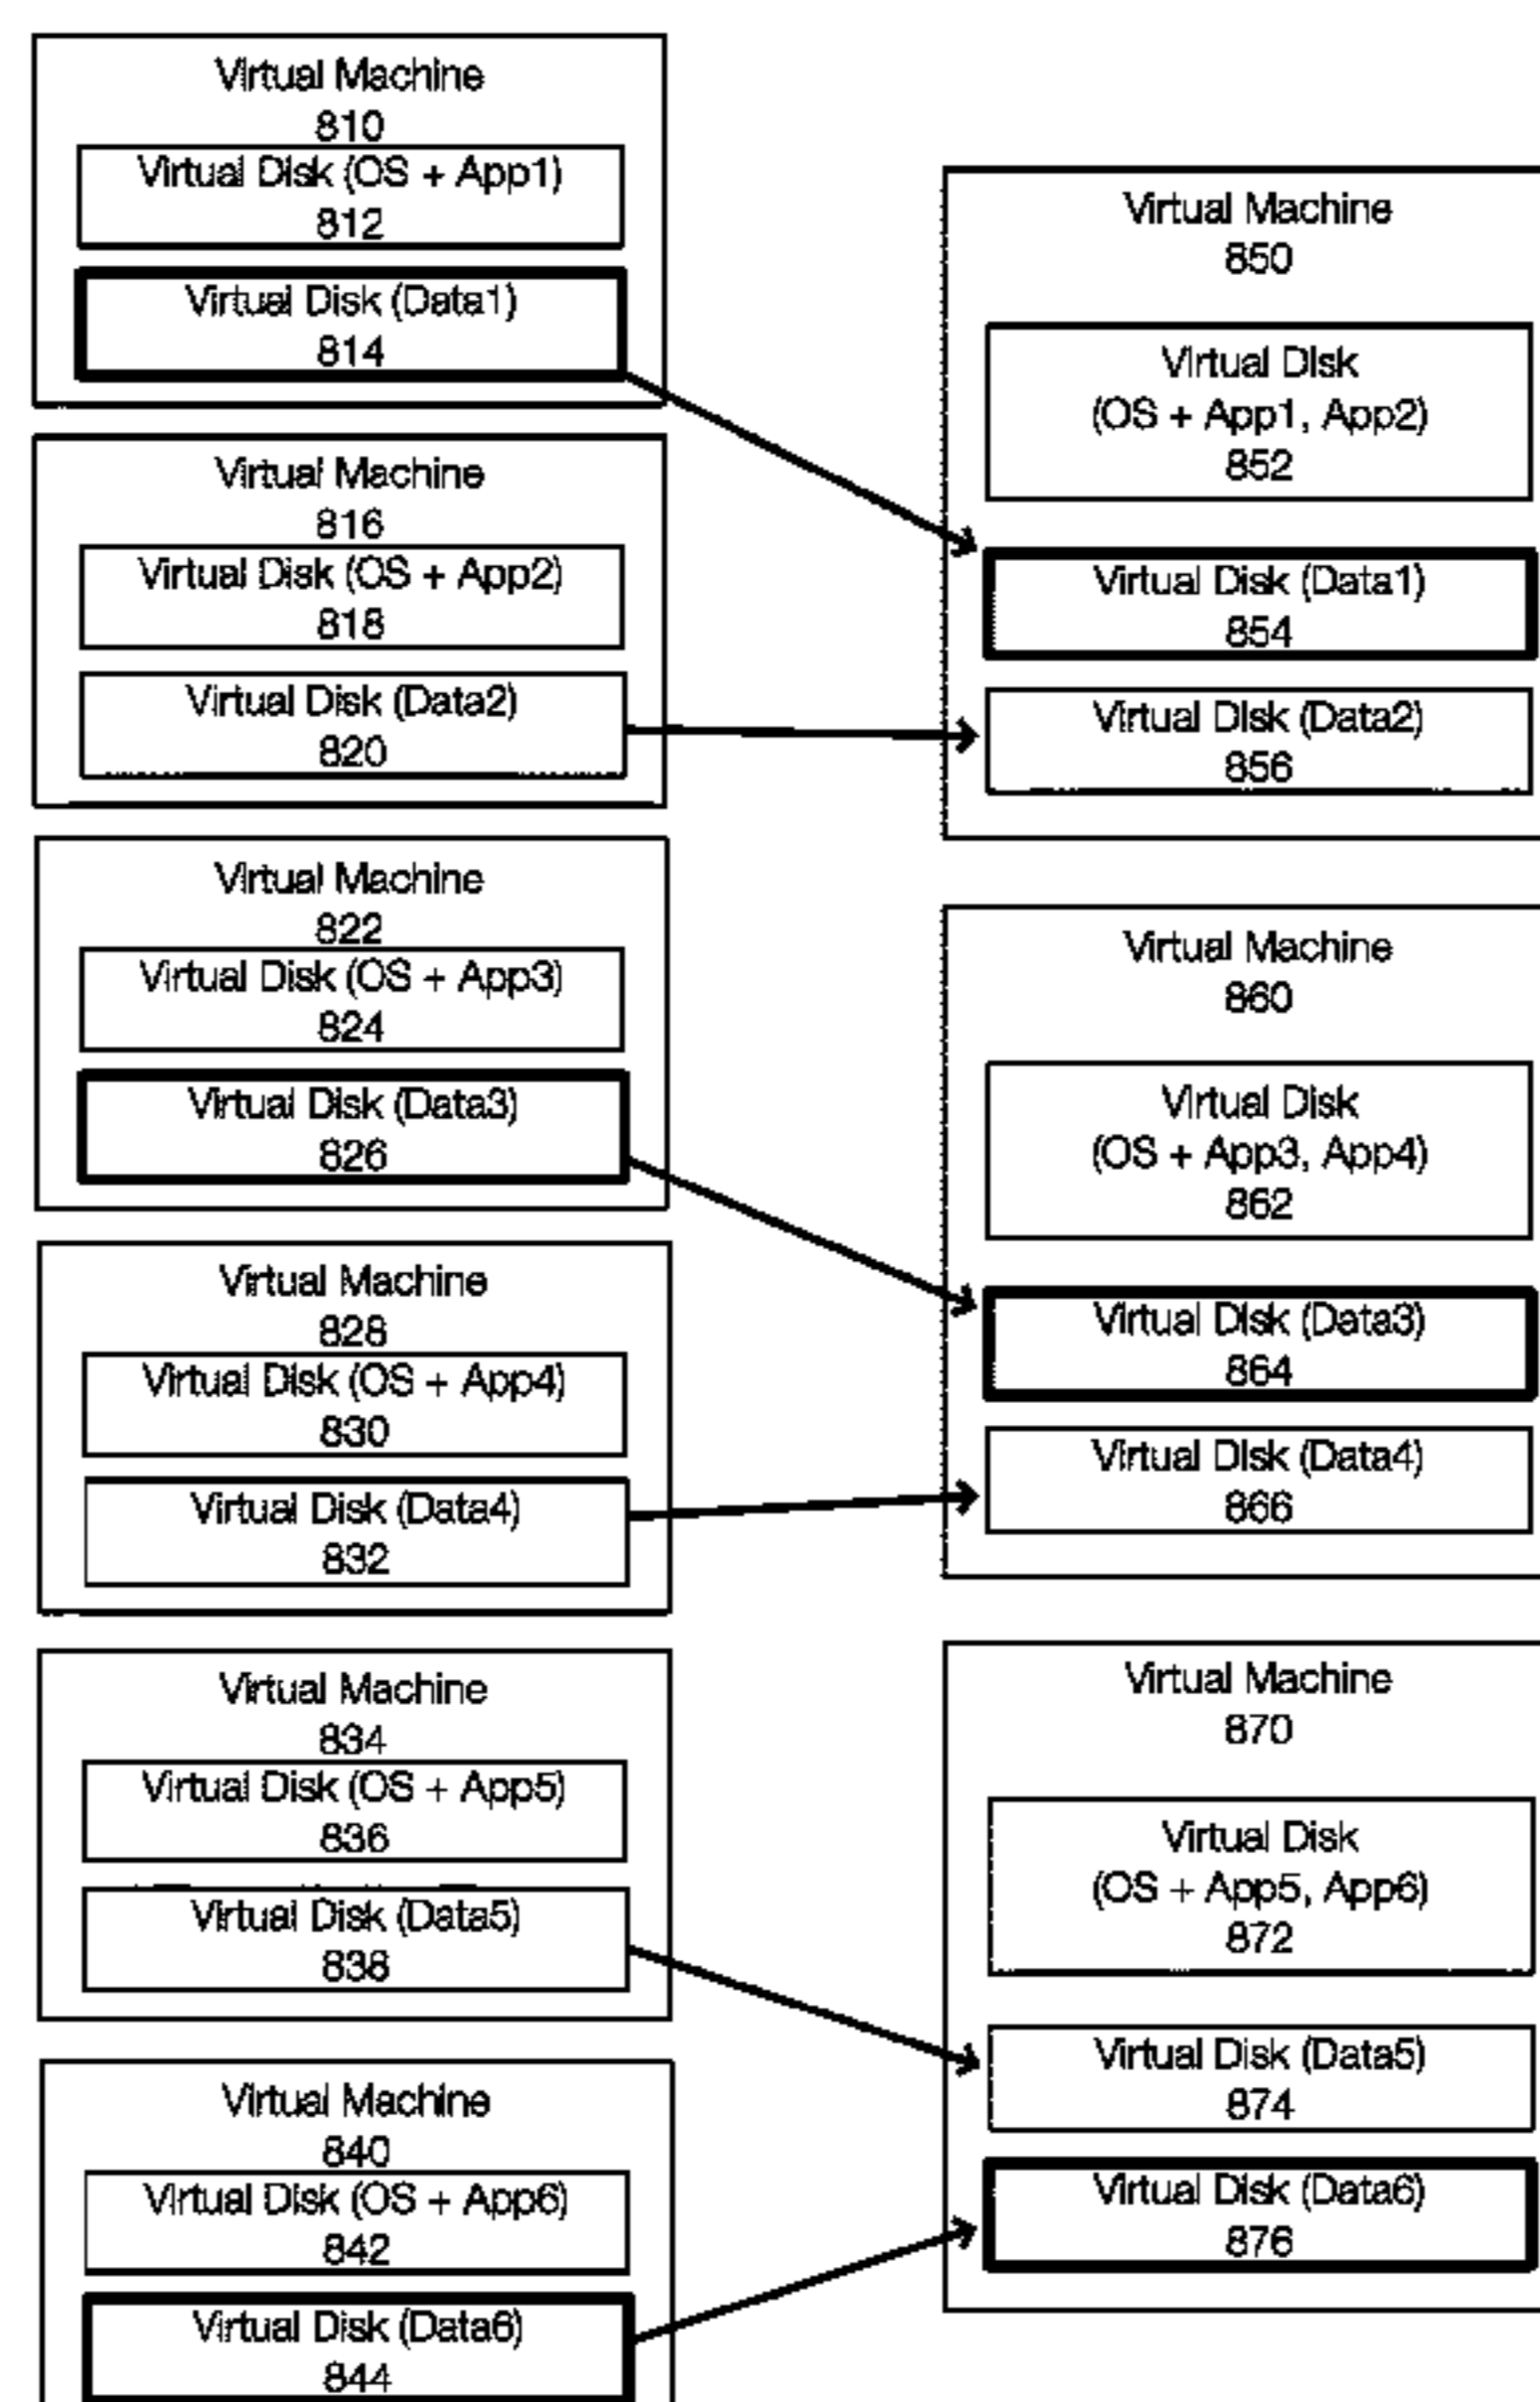 Virtual Machine
810
Virtual Disk (OS + App1)
812
Virtual Disk (Data1)
814
Virtual Machine
816
Virtual Disk (OS + App2)
818
Virtual Disk (Data2)
820
Virtual Machine
822
Virtual Disk (OS + App3)
824
Virtual Disk (Data3)
826
Virtual Machine
828
Virtual Disk (OS + App4)
830
Virtual Disk (Data4)
832
Virtual Machine
834
Virtual Disk (OS + App5)
836
Virtual Disk (Data5)
838
Virtual Machine
840
Virtual Disk (OS + App6)
842
Virtual Disk (Data6)
844
Virtual Machine
850
Virtual Disk
(OS + App1, App2)
852
Virtual Disk (Data1)
854
Virtual Disk (Data2)
856
Virtual Machine
860
Virtual Disk
(OS + App3, App4)
862
Virtual Disk (Data3)
864
Virtual Disk (Data4)
866
Virtual Machine
870
Virtual Disk
(OS + App5, App6)
872
Virtual Disk (Data5)
874
Virtual Disk (Data6)
876